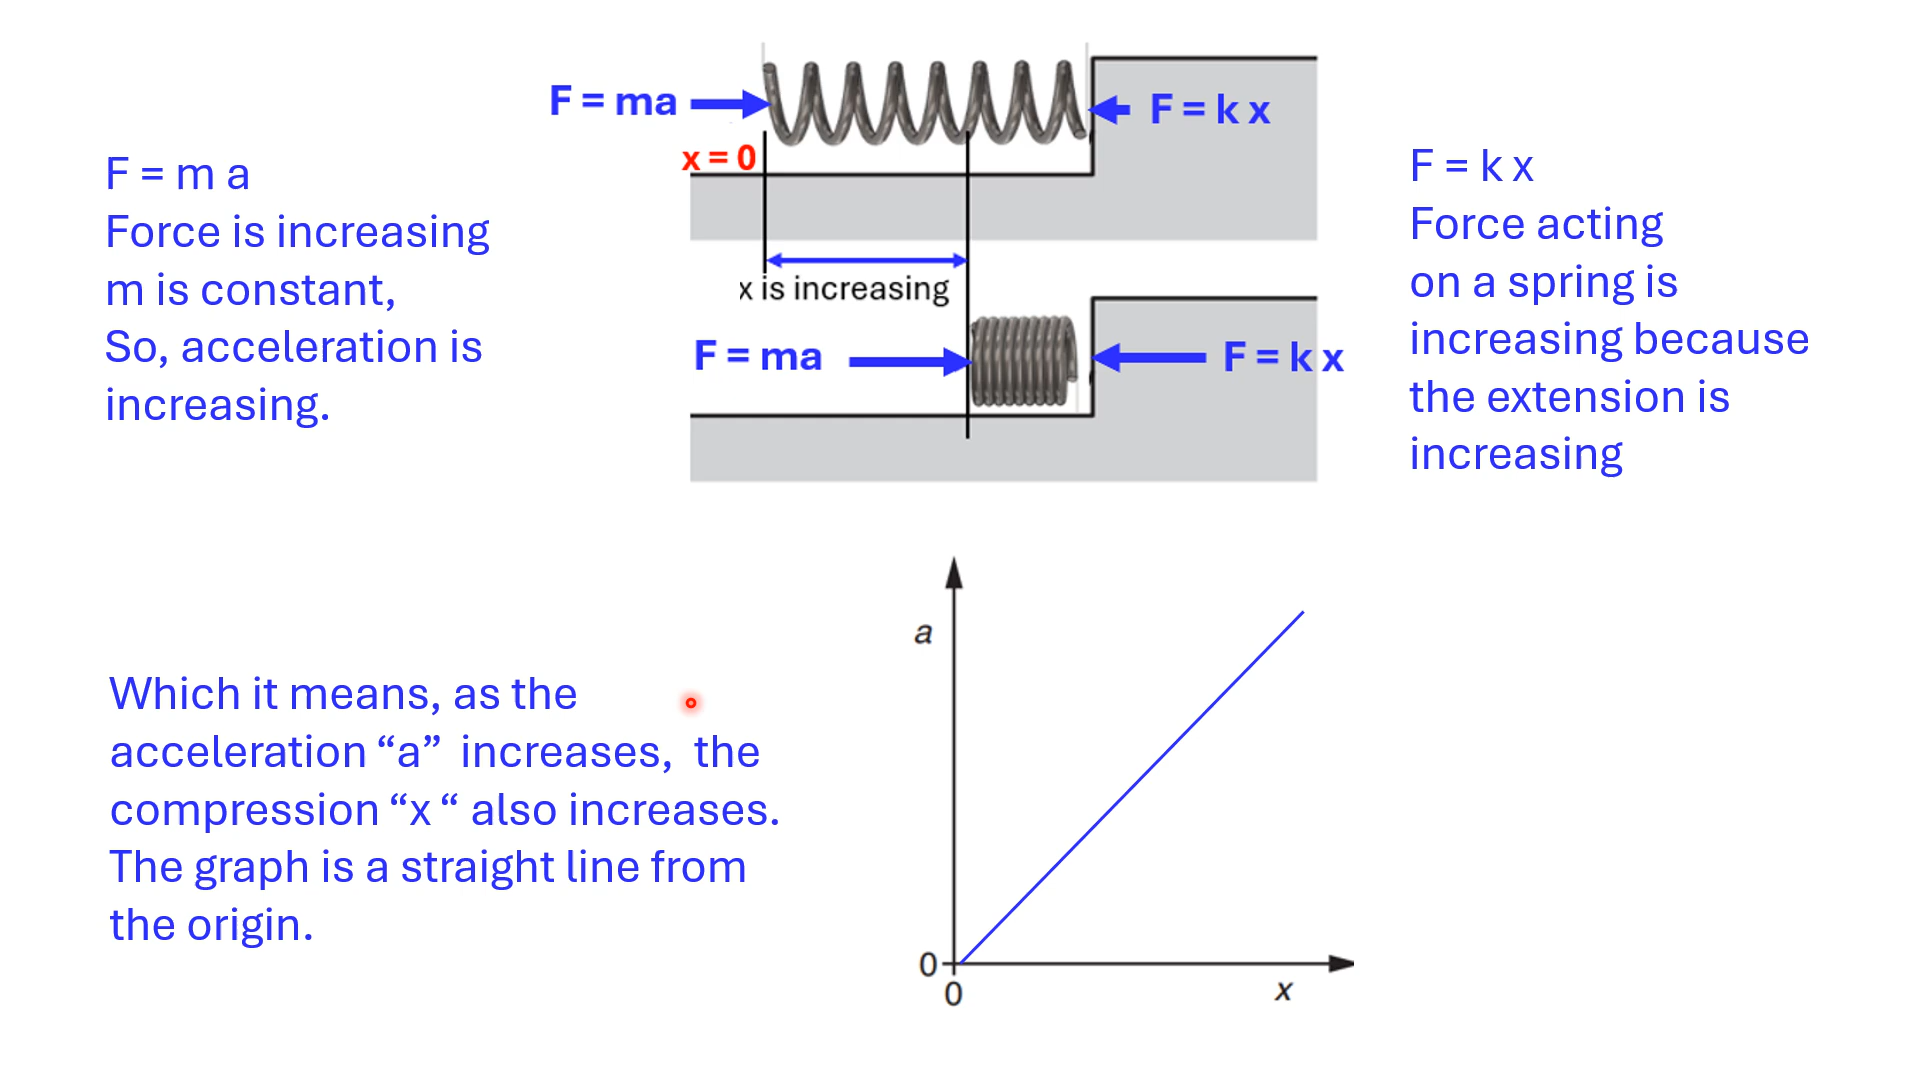 F = ma
F = k x
x = 0
x is increasing
F = ma
F = k x
F = m a
Force is increasing
m is constant,
So, acceleration is
increasing.
F = k x
Force acting
on a spring is
increasing because
the extension is
increasing
Which it means, as the
acceleration “a”  increases,  the
compression “x “ also increases.
The graph is a straight line from
the origin.
a
0
0
x